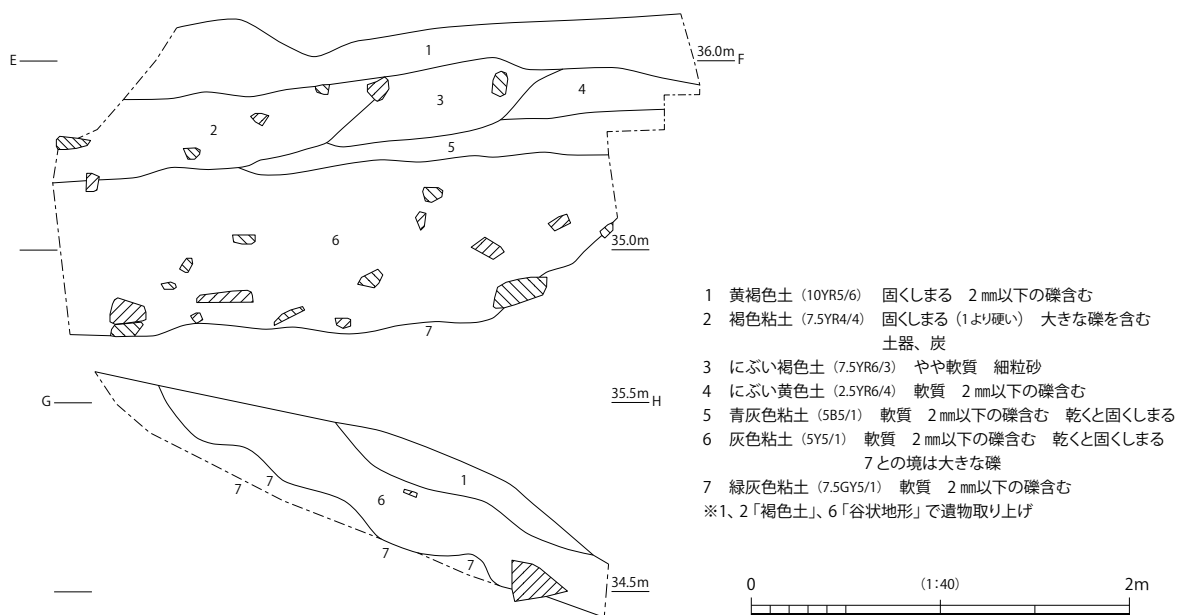 E
36.0m F
1
2
3
4
5
6
35.0m
7
G
35.5m H
7
7
6
1
7
7
34.5m
1 黄褐色土(10YR5/6) 固くしまる 2㎜以下の礫含む
2 褐色粘土(7.5YR4/4) 固くしまる(1より硬い) 大きな礫を含む
土器、炭
3 にぶい褐色土(7.5YR6/3) やや軟質 細粒砂
4 にぶい黄色土(2.5YR6/4) 軟質 2㎜以下の礫含む
5 青灰色粘土(5B5/1) 軟質 2㎜以下の礫含む 乾くと固くしまる
6 灰色粘土(5Y5/1) 軟質 2㎜以下の礫含む 乾くと固くしまる
7との境は大きな礫
7 緑灰色粘土(7.5GY5/1) 軟質 2㎜以下の礫含む
※1、2「褐色土」、6「谷状地形」で遺物取り上げ
0 (1:40) 2m